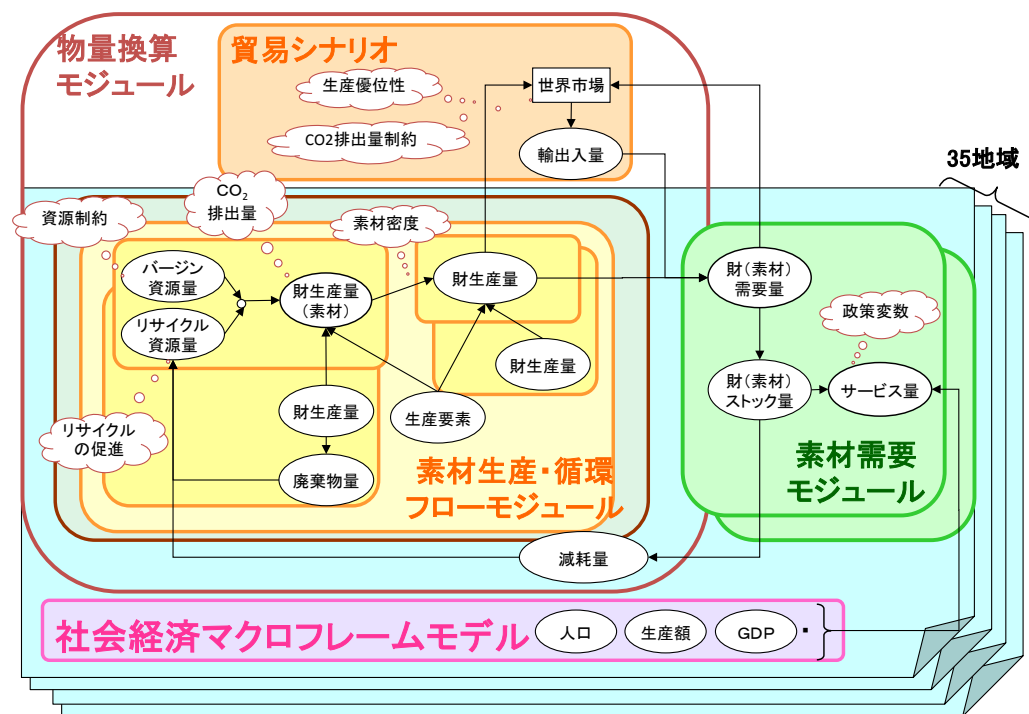 物量換算
モジュール
貿易シナリオ
生産優位性
世界市場
CO2排出量制約
輸出入量
35地域
CO₂
排出量
資源制約
素材密度
バージン
資源量
財生産量
(素材)
財生産量
財(素材)
需要量
リサイクル
資源量
政策変数
財生産量
財(素材)
ストック量
サービス量
財生産量
生産要素
リサイクル
の促進
廃棄物量
素材生産・循環
フローモジュール
素材需要
モジュール
減耗量
社会経済マクロフレームモデル
人口
生産額
GDP
・